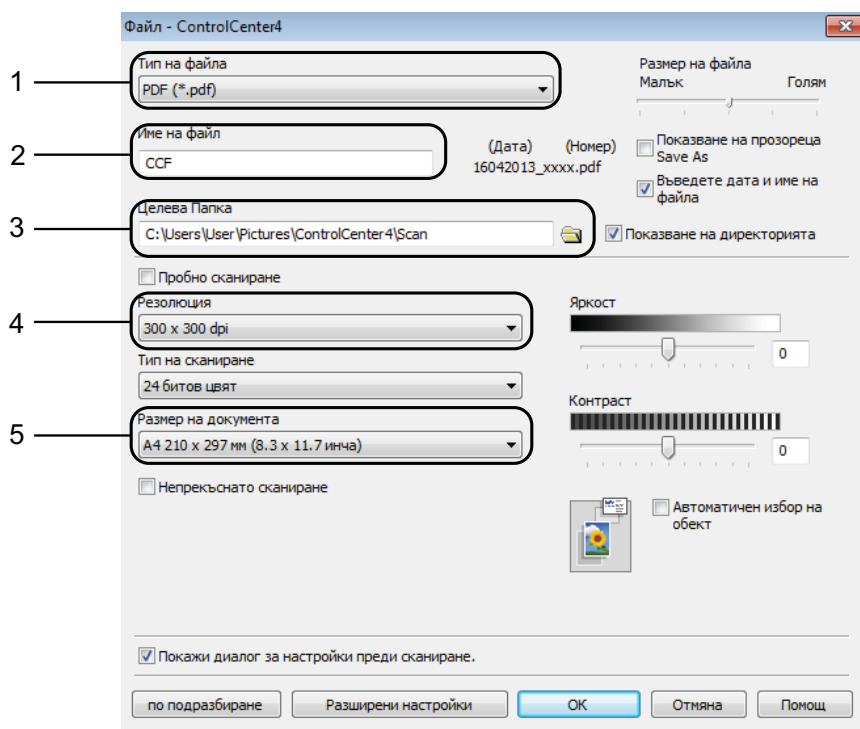 Файл - ControlCenter4
1
Тип на файла
PDF (*.pdf)
Размер на файла
Малък Голям
2
Име на файл
CCF
(Дата) (Номер)
16042013_xxxx.pdf
Показване на прозореца
Save As
Въведете дата и име на
файла
3
Целева Папка
C:\Users\User\Pictures\ControlCenter4\Scan
Показване на директорията
Пробно сканиране
4
Резолюция
300 x 300 dpi
Тип на сканиране
24 битов цвят
5
Размер на документа
A4 210 x 297 мм (8.3 x 11.7 инча)
Непрекъснато сканиране
Яркост
0
Контраст
0
Автоматичен избор на
обект
Покажи диалог за настройки преди сканиране.
по подразбиране Разширени настройки OK Отмяна Помощ